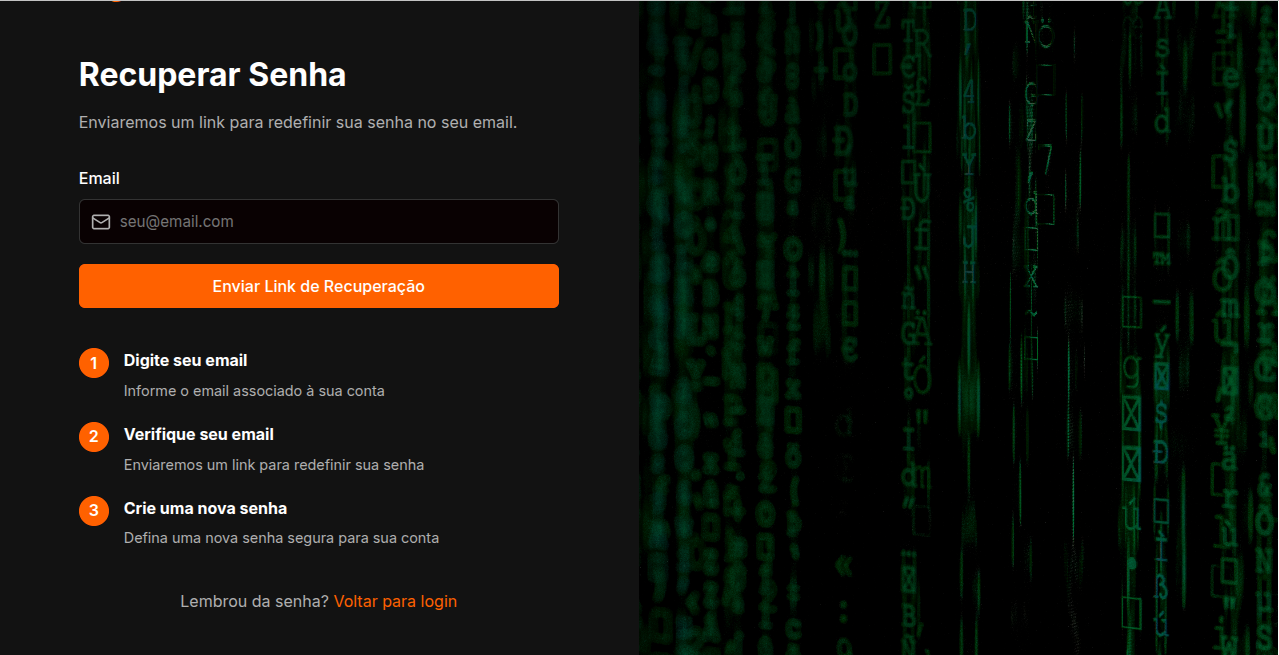 Recuperar Senha
Enviaremos um link para redefinir sua senha no seu email.
Email
seu@email.com
Enviar Link de Recuperação
1 Digite seu email
Informe o email associado à sua conta
2 Verifique seu email
Enviaremos um link para redefinir sua senha
3 Crie uma nova senha
Defina uma nova senha segura para sua conta
Lembrou da senha? Voltar para login